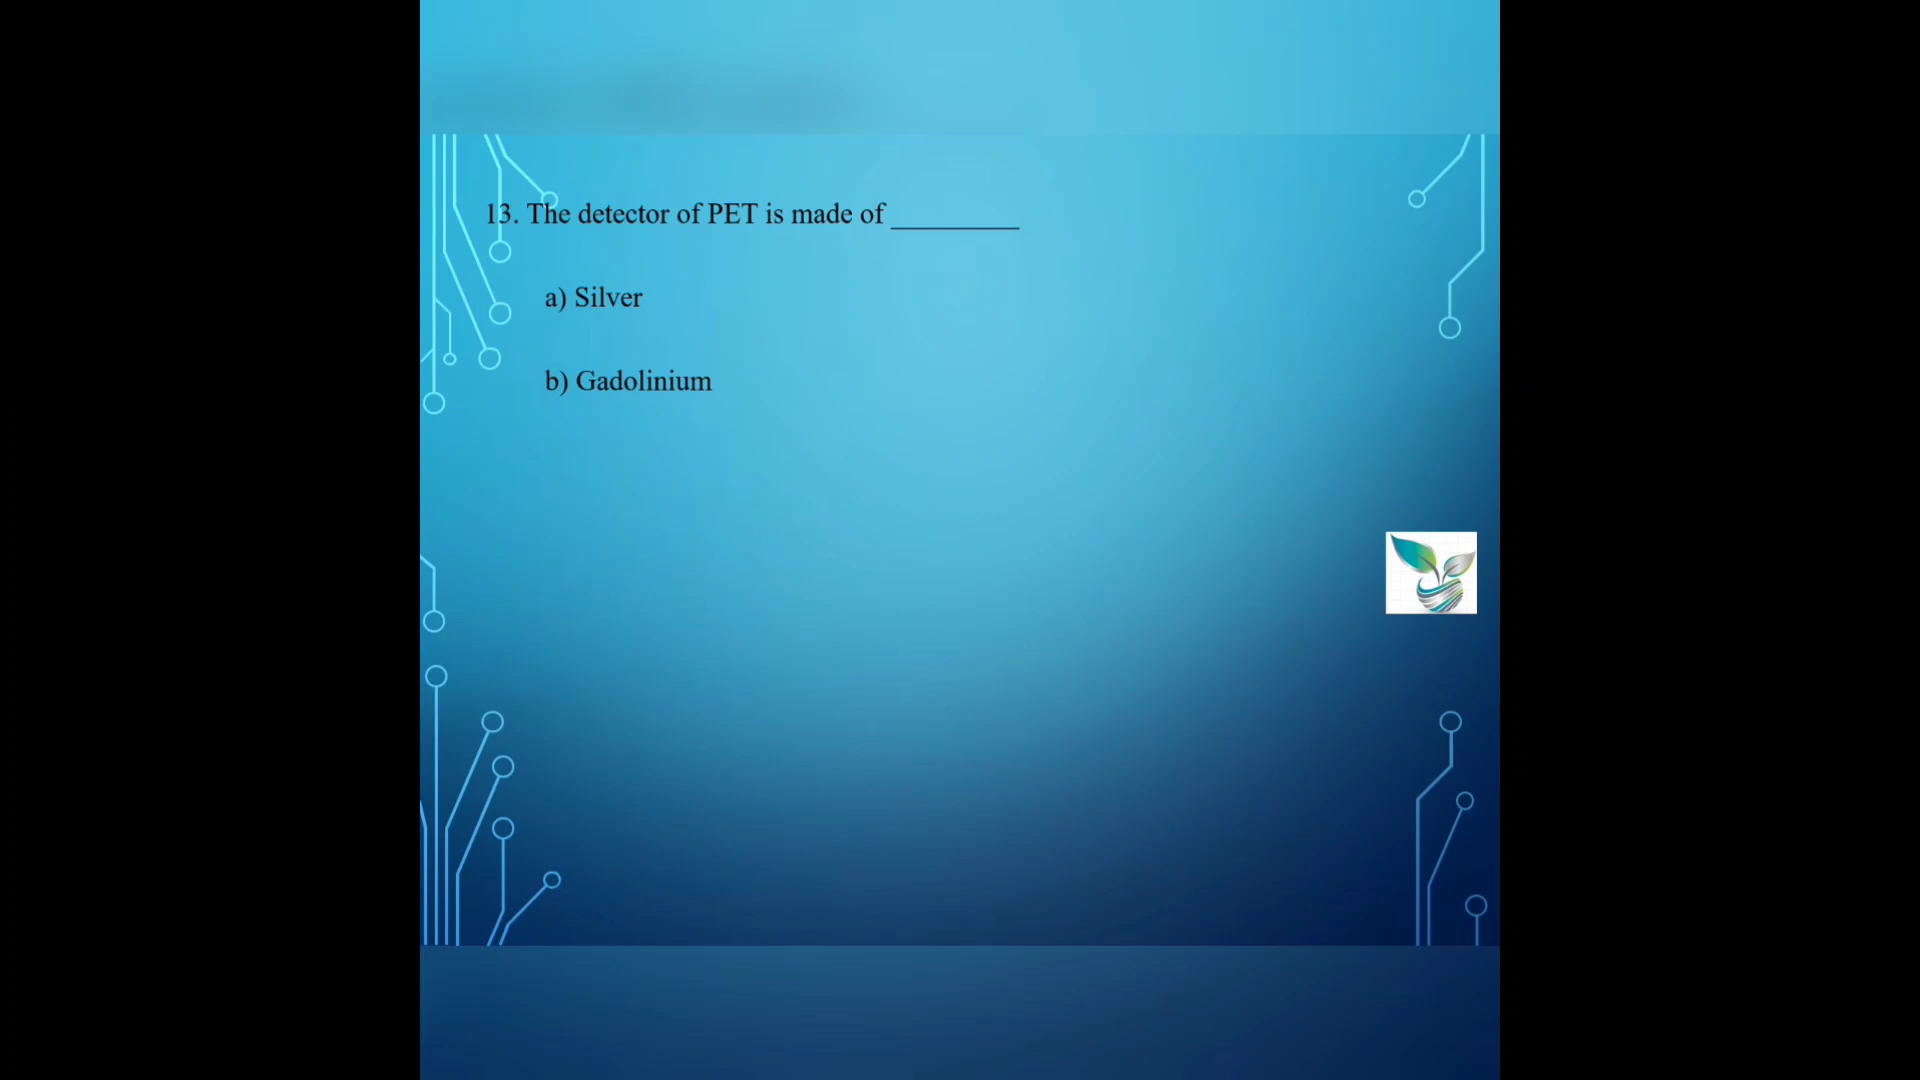 13. The detector of PET is made of _________
a) Silver
b) Gadolinium